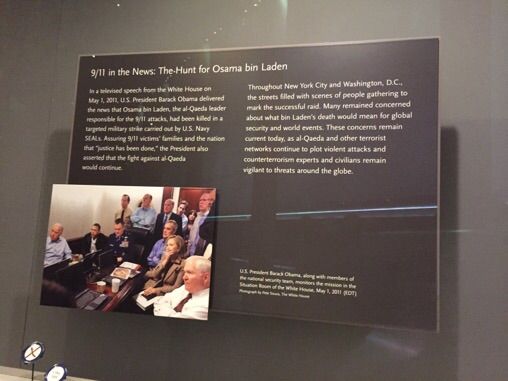 9/11 in the News: The Hunt for Osama bin Laden
In a televised speech from the White House on
May 1, 2011, U.S. President Barack Obama delivered
the news that Osama bin Laden, the al-Qaeda leader
responsible for the 9/11 attacks, had been killed in a
targeted military strike carried out by U.S. Navy
SEALs. Assuring 9/11 victims' families and the nation
that "justice has been done," the President also
asserted that the fight against al-Qaeda
would continue.
Throughout New York City and Washington, D.C.,
the streets filled with scenes of people gathering to
mark the successful raid. Many remained concerned
about what bin Laden's death would mean for global
security and world events. These concerns remain
current today, as al-Qaeda and other terrorist
networks continue to plot violent attacks and
counterterrorism experts and civilians remain
vigilant to threats around the globe.
U.S. President Barack Obama, along with members of
the national security team, monitors the mission in the
Situation Room of the White House, May 1, 2011 (EDT)
Photograph by Pete Souza, The White House